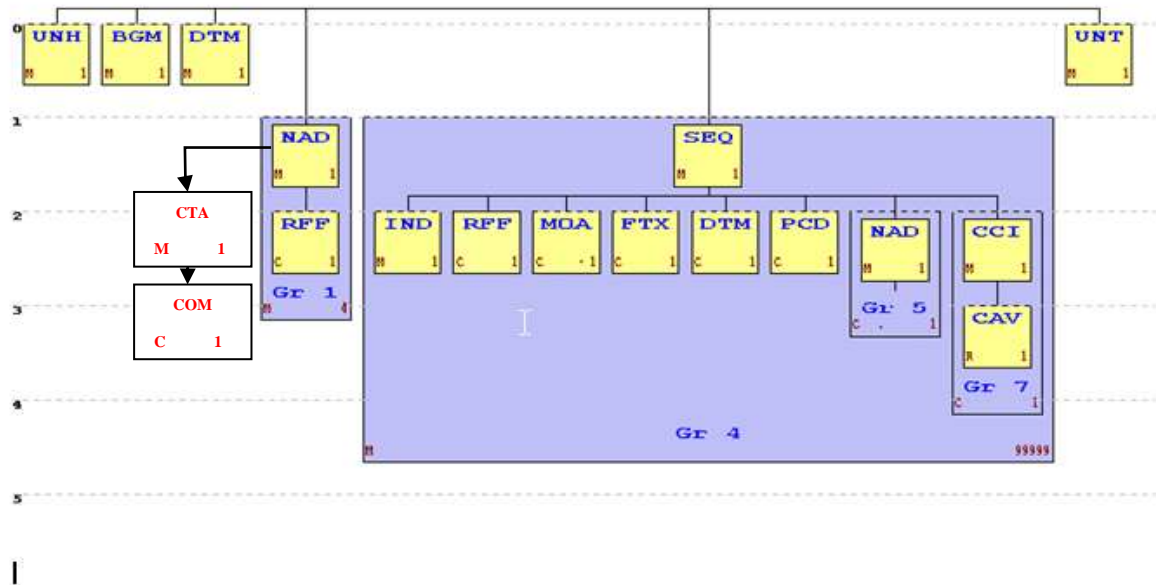 0
UNH BGM DTM UNT
M 1 M 1 M 1 M 1
1
NAD SEQ
M 1 M 1
2
CTA RFF IND RFF MOA FTX DTM PCD NAD CCI
M 1 C 1 M 1 C 1 C 1 C 1 C 1 C 1 M 1 M 1
3
COM Gr 1 Gr 5 CAV
C 1 M 4 C 1 R 1
Gr 7
C 1
4
Gr 4
M 99999
5